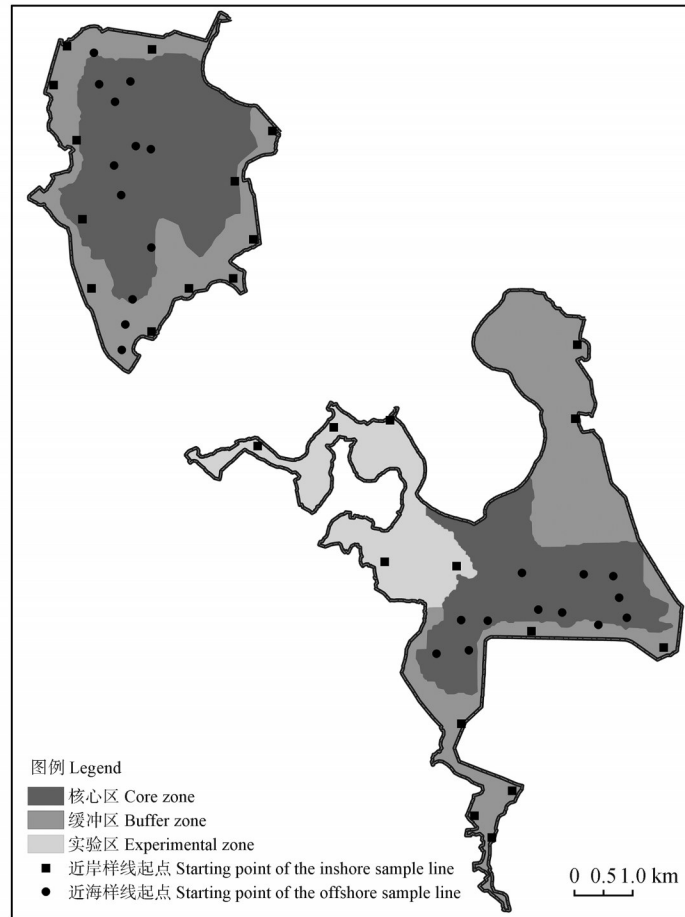 图例 Legend
核心区 Core zone
缓冲区 Buffer zone
实验区 Experimental zone
近岸样线起点 Starting point of the inshore sample line
近海样线起点 Starting point of the offshore sample line
0 0.51.0 km